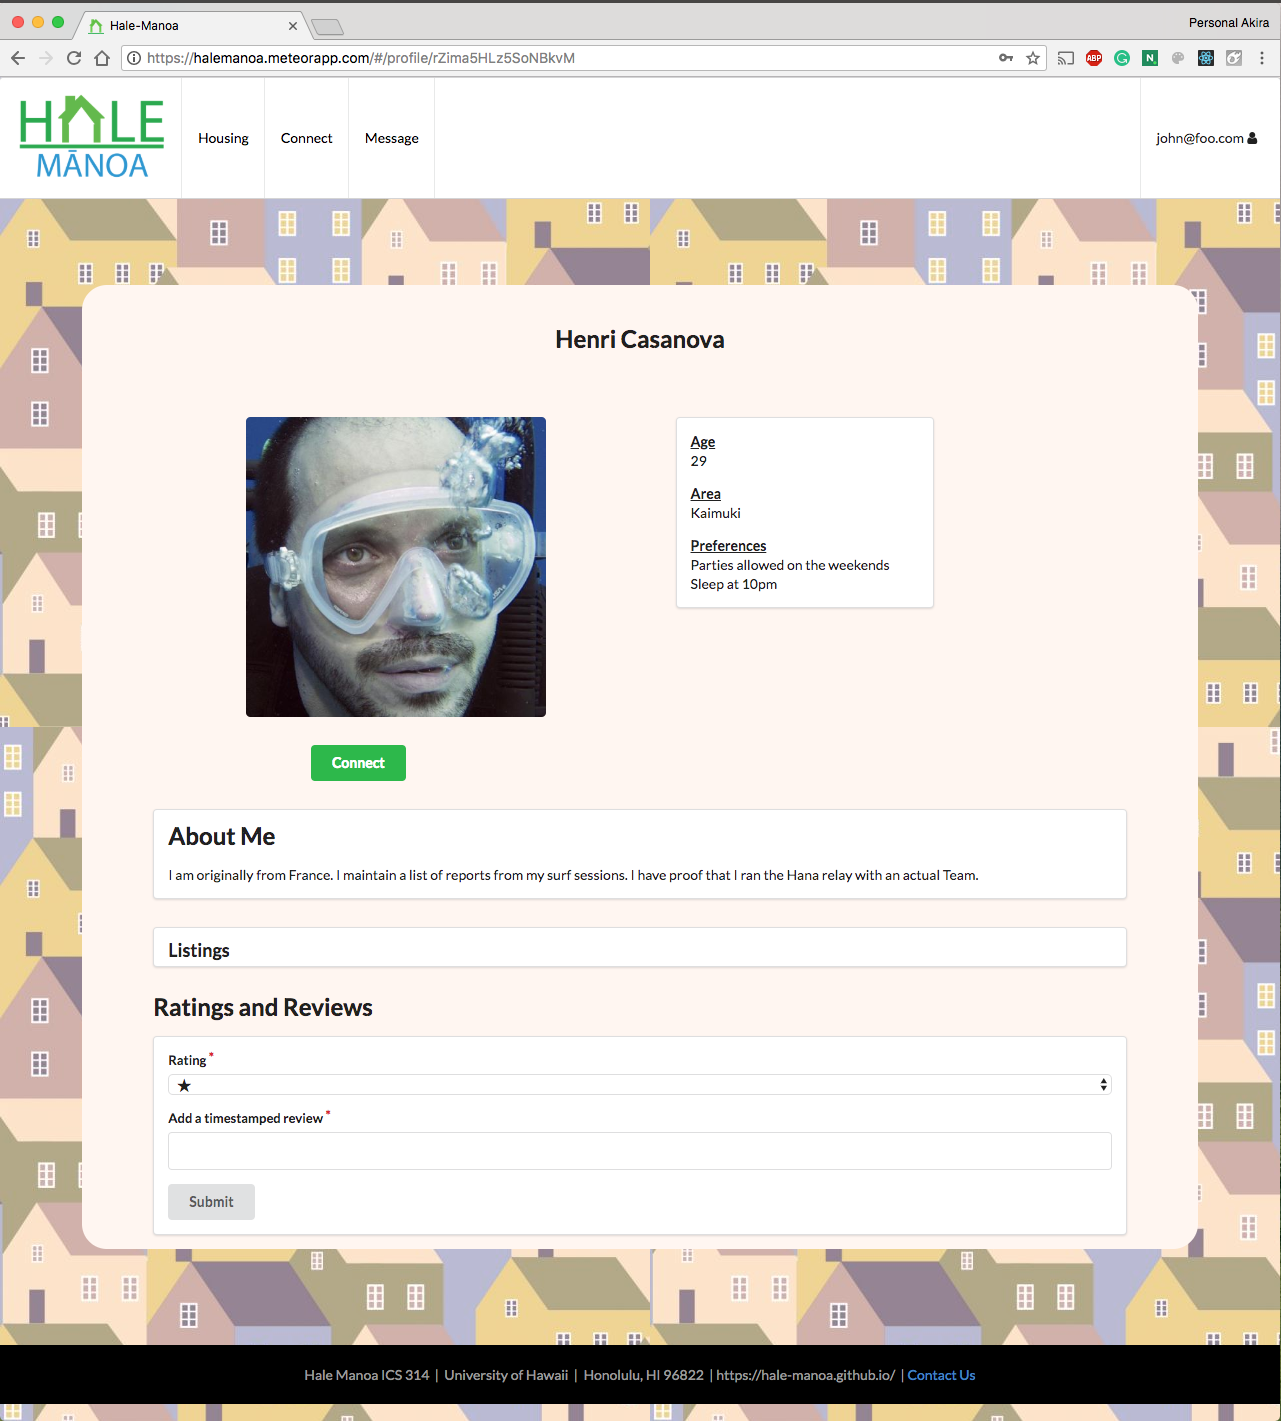 Hale-Manoa
Personal Akira
https://halemanoa.meteorapp.com/#/profile/rZima5HLz5SoNBkvM
ABP
G
N
HALE
MĀNOA
Housing
Connect
Message
john@foo.com
Henri Casanova
Age
29
Area
Kaimuki
Preferences
Parties allowed on the weekends
Sleep at 10pm
Connect
About Me
I am originally from France. I maintain a list of reports from my surf sessions. I have proof that I ran the Hana relay with an actual Team.
Listings
Ratings and Reviews
Rating *
★
Add a timestamped review *
Submit
Hale Manoa ICS 314 | University of Hawaii | Honolulu, HI 96822 | https://hale-manoa.github.io/ | Contact Us